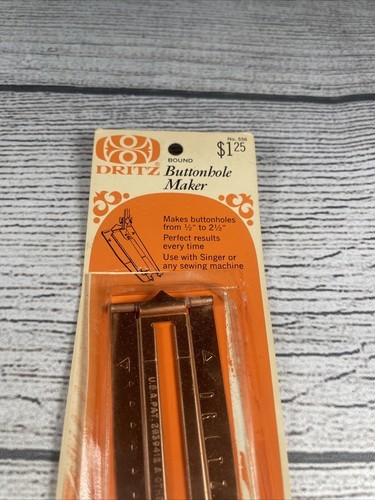 No. 556
$1.25
DRITZ
BOUND
Buttonhole
Maker
Makes buttonholes
from ½" to 2½"
Perfect results
every time
Use with Singer or
any sewing machine
U.S.A. PAT.